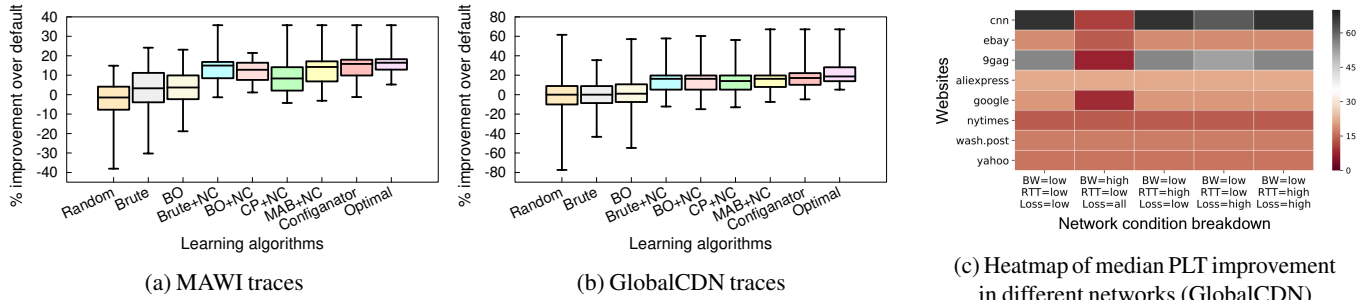 % improvement over default
40
30
20
10
0
-10
-20
-30
-40
Random
Brute
BO
Brute+NC
BO+NC
CP+NC
MAB+NC
Configanator
Optimal
Learning algorithms
(a) MAWI traces
% improvement over default
80
60
40
20
0
-20
-40
-60
-80
Random
Brute
BO
Brute+NC
BO+NC
CP+NC
MAB+NC
Configanator
Optimal
Learning algorithms
(b) GlobalCDN traces
Websites
cnn
ebay
9gag
aliexpress
google
nytimes
wash.post
yahoo
60
45
30
15
0
BW=low
RTT=low
Loss=low
BW=high
RTT=low
Loss=all
BW=low
RTT=high
Loss=low
BW=low
RTT=low
Loss=high
BW=low
RTT=high
Loss=high
Network condition breakdown
(c) Heatmap of median PLT improvement
in different networks (GlobalCDN)